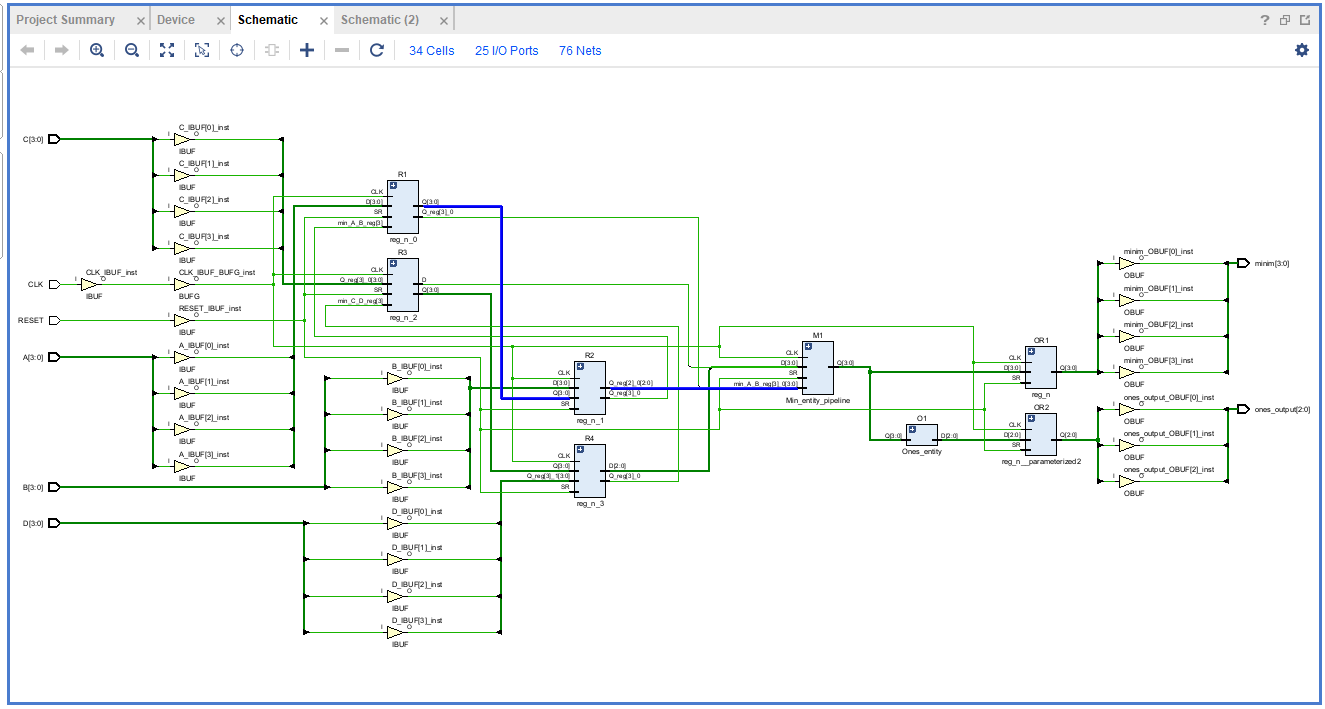 Project Summary
Device
Schematic
Schematic (2)
34 Cells
25 I/O Ports
76 Nets
C[3:0]
C_IBUF[0]_inst
I
O
IBUF
C_IBUF[1]_inst
I
O
IBUF
C_IBUF[2]_inst
I
O
IBUF
C_IBUF[3]_inst
I
O
IBUF
CLK
CLK_IBUF_inst
I
O
IBUF
CLK_IBUF_BUFG_inst
I
O
BUFG
RESET
RESET_IBUF_inst
I
O
IBUF
A[3:0]
A_IBUF[0]_inst
I
O
IBUF
A_IBUF[1]_inst
I
O
IBUF
A_IBUF[2]_inst
I
O
IBUF
A_IBUF[3]_inst
I
O
IBUF
B[3:0]
D[3:0]
R1
CLK
D[3:0]
SR
min_A_B_reg[3]
Q[3:0]
Q_reg[3]_0
reg_n_0
R3
CLK
Q_reg[3]_0[3:0]
SR
min_C_D_reg[3]
D
Q[3:0]
reg_n_2
B_IBUF[0]_inst
I
O
IBUF
B_IBUF[1]_inst
I
O
IBUF
B_IBUF[2]_inst
I
O
IBUF
B_IBUF[3]_inst
I
O
IBUF
D_IBUF[0]_inst
I
O
IBUF
D_IBUF[1]_inst
I
O
IBUF
D_IBUF[2]_inst
I
O
IBUF
D_IBUF[3]_inst
I
O
IBUF
R2
CLK
D[3:0]
Q[3:0]
SR
Q_reg[2]_0[2:0]
Q_reg[3]_0
reg_n_1
R4
CLK
Q[3:0]
Q_reg[3]_1[3:0]
SR
D[2:0]
Q_reg[3]_0
reg_n_3
M1
CLK
D[3:0]
SR
min_A_B_reg[3]_0[3:0]
Q[3:0]
Min_entity_pipeline
O1
Q[3:0]
D[2:0]
Ones_entity
OR1
CLK
D[3:0]
SR
Q[3:0]
reg_n
OR2
CLK
D[2:0]
SR
Q[2:0]
reg_n__parameterized2
minim_OBUF[0]_inst
I
O
OBUF
minim_OBUF[1]_inst
I
O
OBUF
minim_OBUF[2]_inst
I
O
OBUF
minim_OBUF[3]_inst
I
O
OBUF
ones_output_OBUF[0]_inst
I
O
OBUF
ones_output_OBUF[1]_inst
I
O
OBUF
ones_output_OBUF[2]_inst
I
O
OBUF
minim[3:0]
ones_output[2:0]